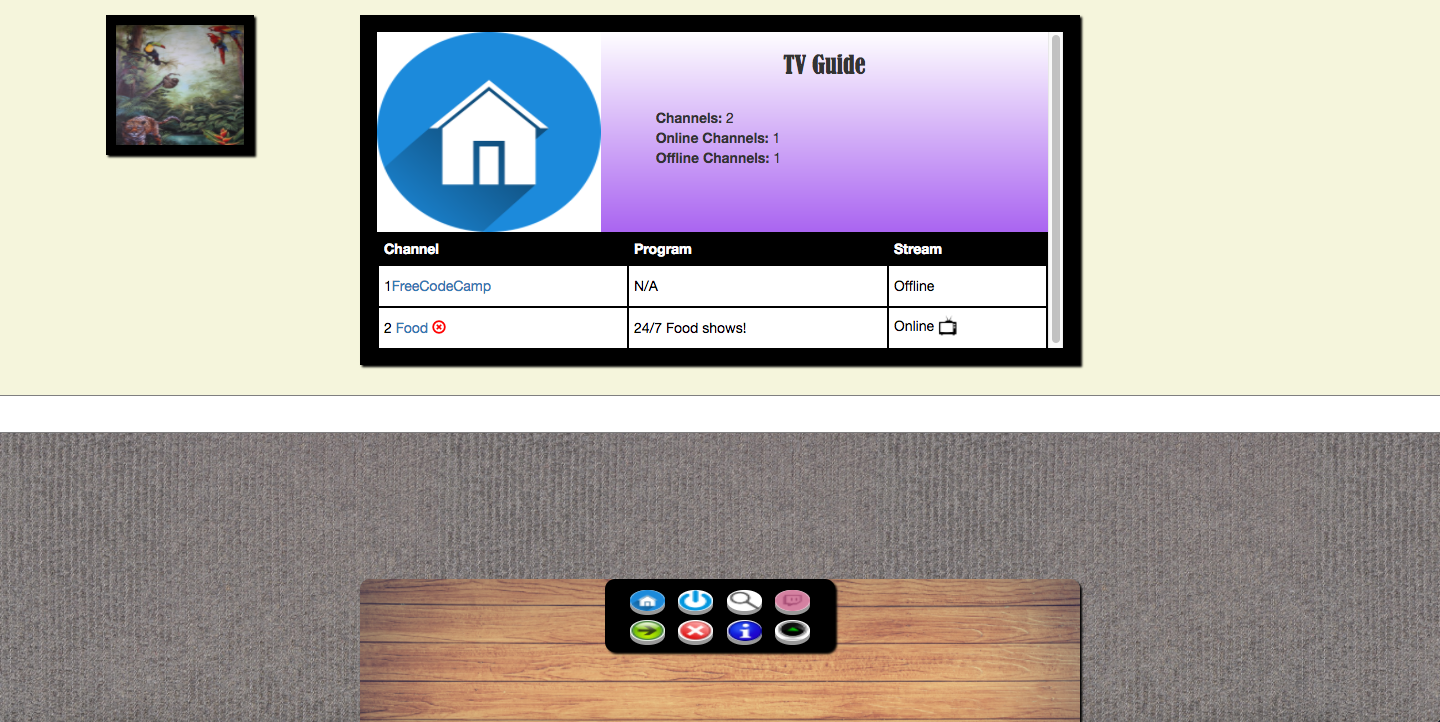 TV Guide
Channels: 2
Online Channels: 1
Offline Channels: 1
Channel Program Stream
1FreeCodeCamp N/A Offline
2 Food 24/7 Food shows! Online